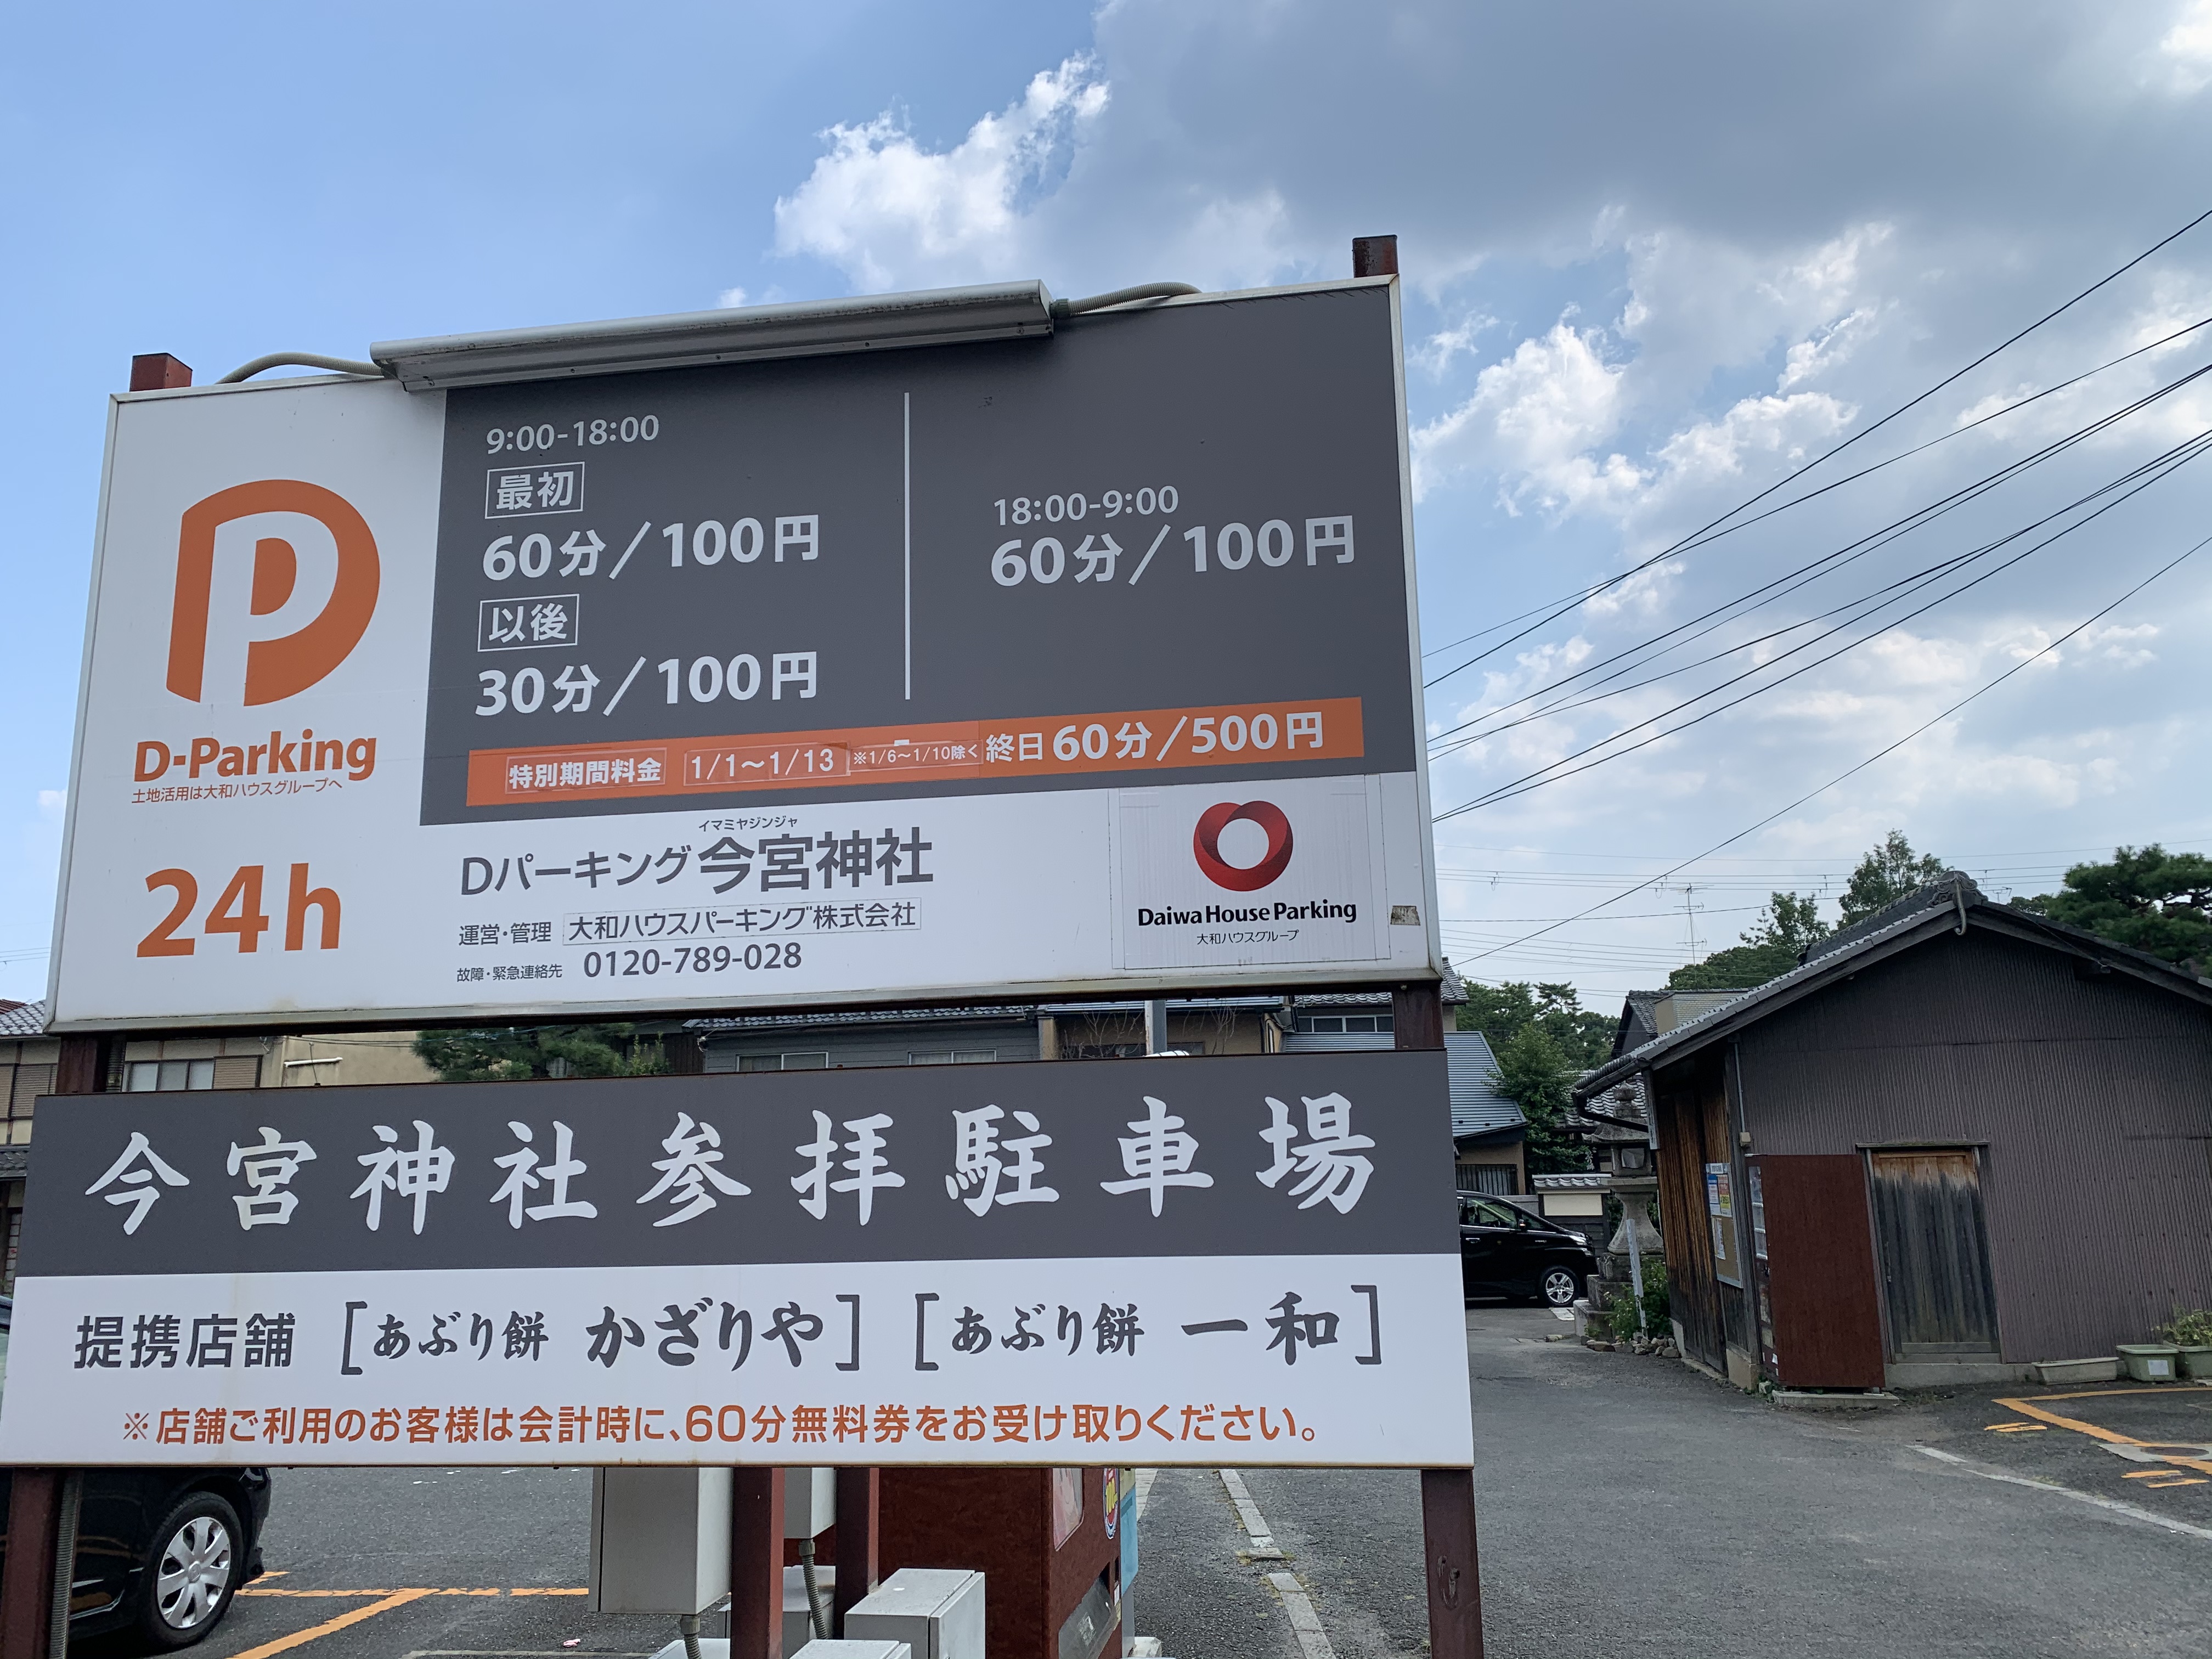 9:00-18:00
最初
60分／100円
以後
30分／100円
18:00-9:00
60分／100円
特別期間料金 1/1～1/13 ※1/6～1/10除く 終日60分／500円
D-Parking
土地活用は大和ハウスグループへ
24h
イマミヤジンジャ
Dパーキング今宮神社
運営・管理 大和ハウスパーキング株式会社
故障・緊急連絡先 0120-789-028
Daiwa House Parking
大和ハウスグループ
今宮神社参拝駐車場
提携店舗 [あぶり餅 かざりや] [あぶり餅 一和]
※店舗ご利用のお客様は会計時に、60分無料券をお受け取りください。